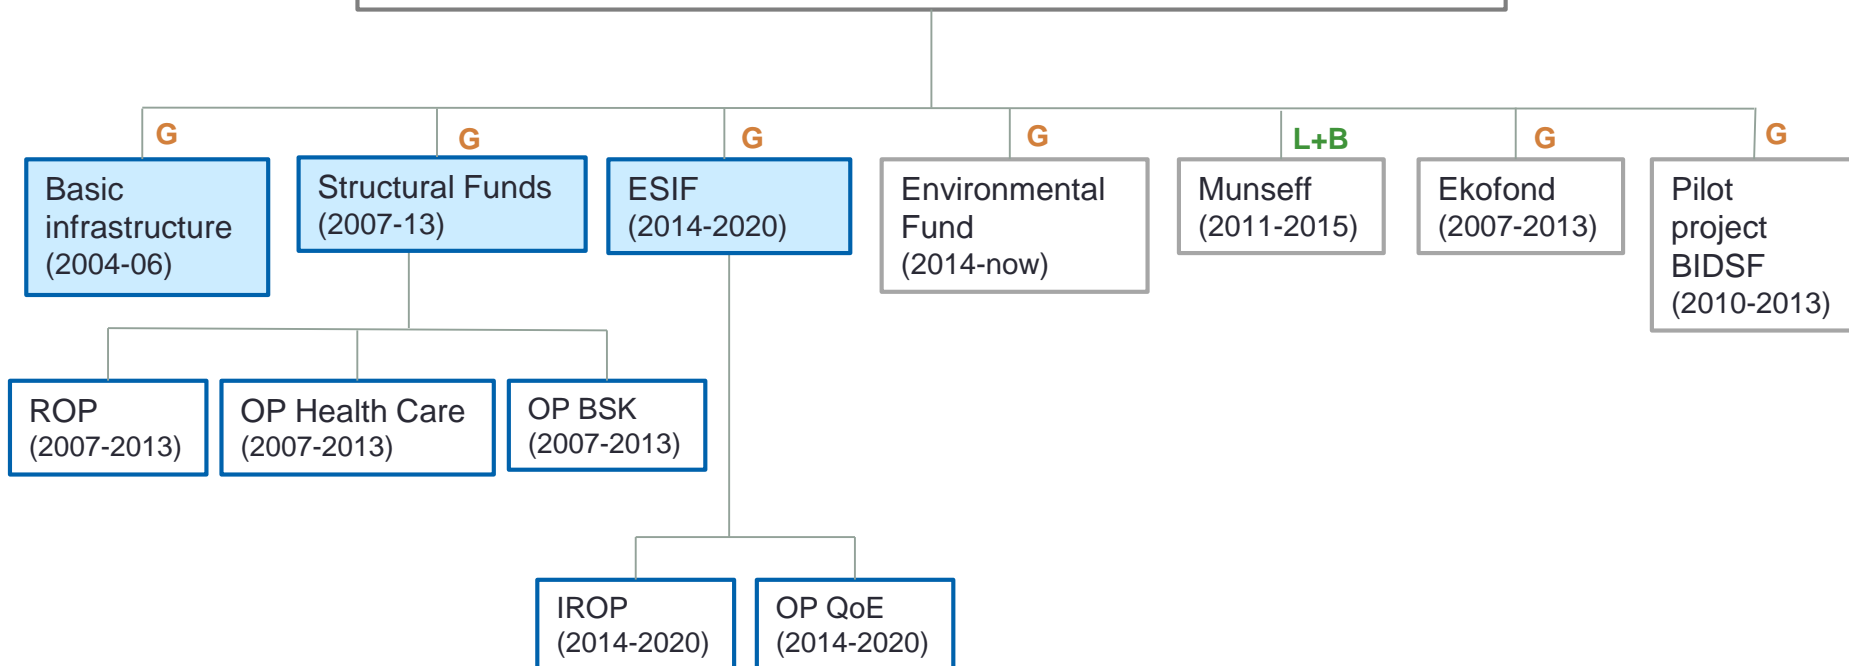 G
G
G
G
L+B
G
G
Basic
infrastructure
(2004-06)
Structural Funds
(2007-13)
ESIF
(2014-2020)
Environmental
Fund
(2014-now)
Munseff
(2011-2015)
Ekofond
(2007-2013)
Pilot
project
BIDSF
(2010-2013)
ROP
(2007-2013)
OP Health Care
(2007-2013)
OP BSK
(2007-2013)
IROP
(2014-2020)
OP QoE
(2014-2020)